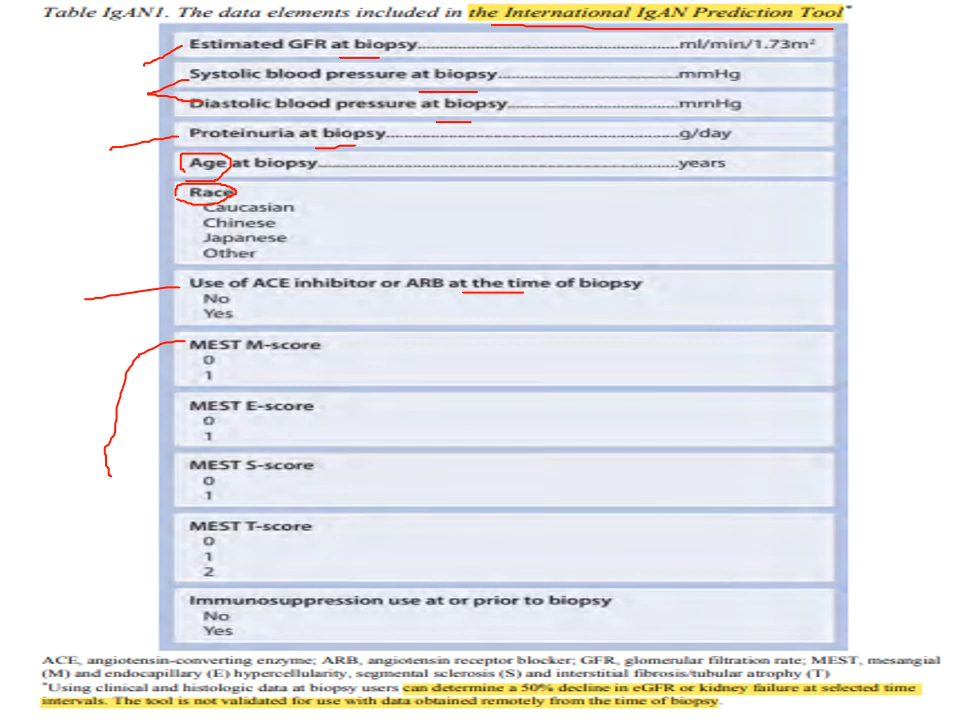 Table IgAN1. The data elements included in the International IgAN Prediction Tool*
Estimated GFR at biopsy.....................................................ml/min/1.73m²
Systolic blood pressure at biopsy.....................................mmHg
Diastolic blood pressure at biopsy...................................mmHg
Proteinuria at biopsy...........................................................g/day
Age at biopsy........................................................................years
Race
Caucasian
Chinese
Japanese
Other
Use of ACE inhibitor or ARB at the time of biopsy
No
Yes
MEST M-score
0
1
MEST E-score
0
1
MEST S-score
0
1
MEST T-score
0
1
2
Immunosuppression use at or prior to biopsy
No
Yes
ACE, angiotensin-converting enzyme; ARB, angiotensin receptor blocker; GFR, glomerular filtration rate; MEST, mesangial
(M) and endocapillary (E) hypercellularity, segmental sclerosis (S) and interstitial fibrosis/tubular atrophy (T)
*Using clinical and histologic data at biopsy users can determine a 50% decline in eGFR or kidney failure at selected time
intervals. The tool is not validated for use with data obtained remotely from the time of biopsy.